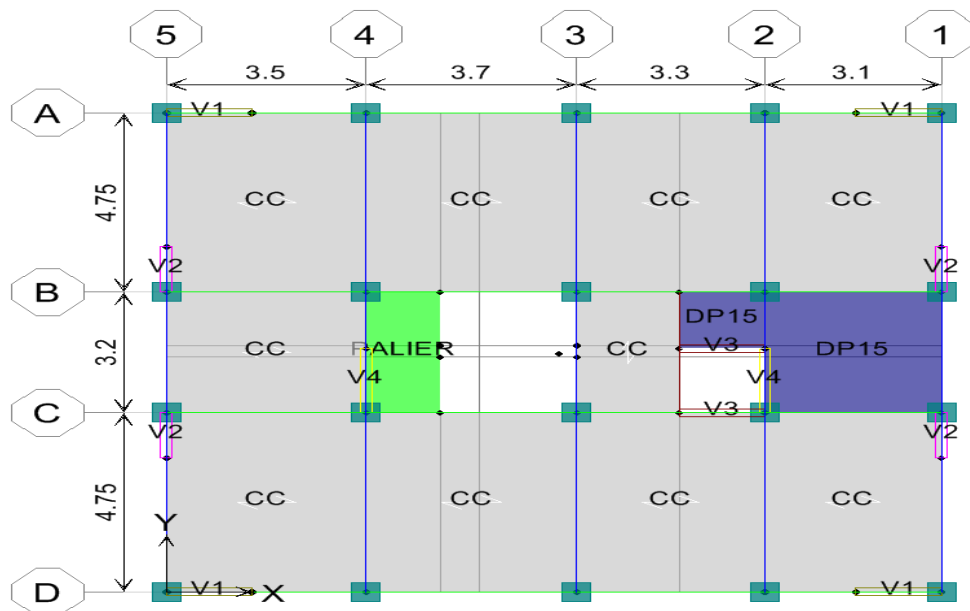 5 4 3 2 1
3.5 3.7 3.3 3.1
A V1 V1
4.75 CC CC CC CC
V2 V2
B
DP15
3.2 CC PALIER CC V3 DP15
V4 V4
C V3
V2 V2
4.75 CC CC CC CC
Y
D V1 X V1